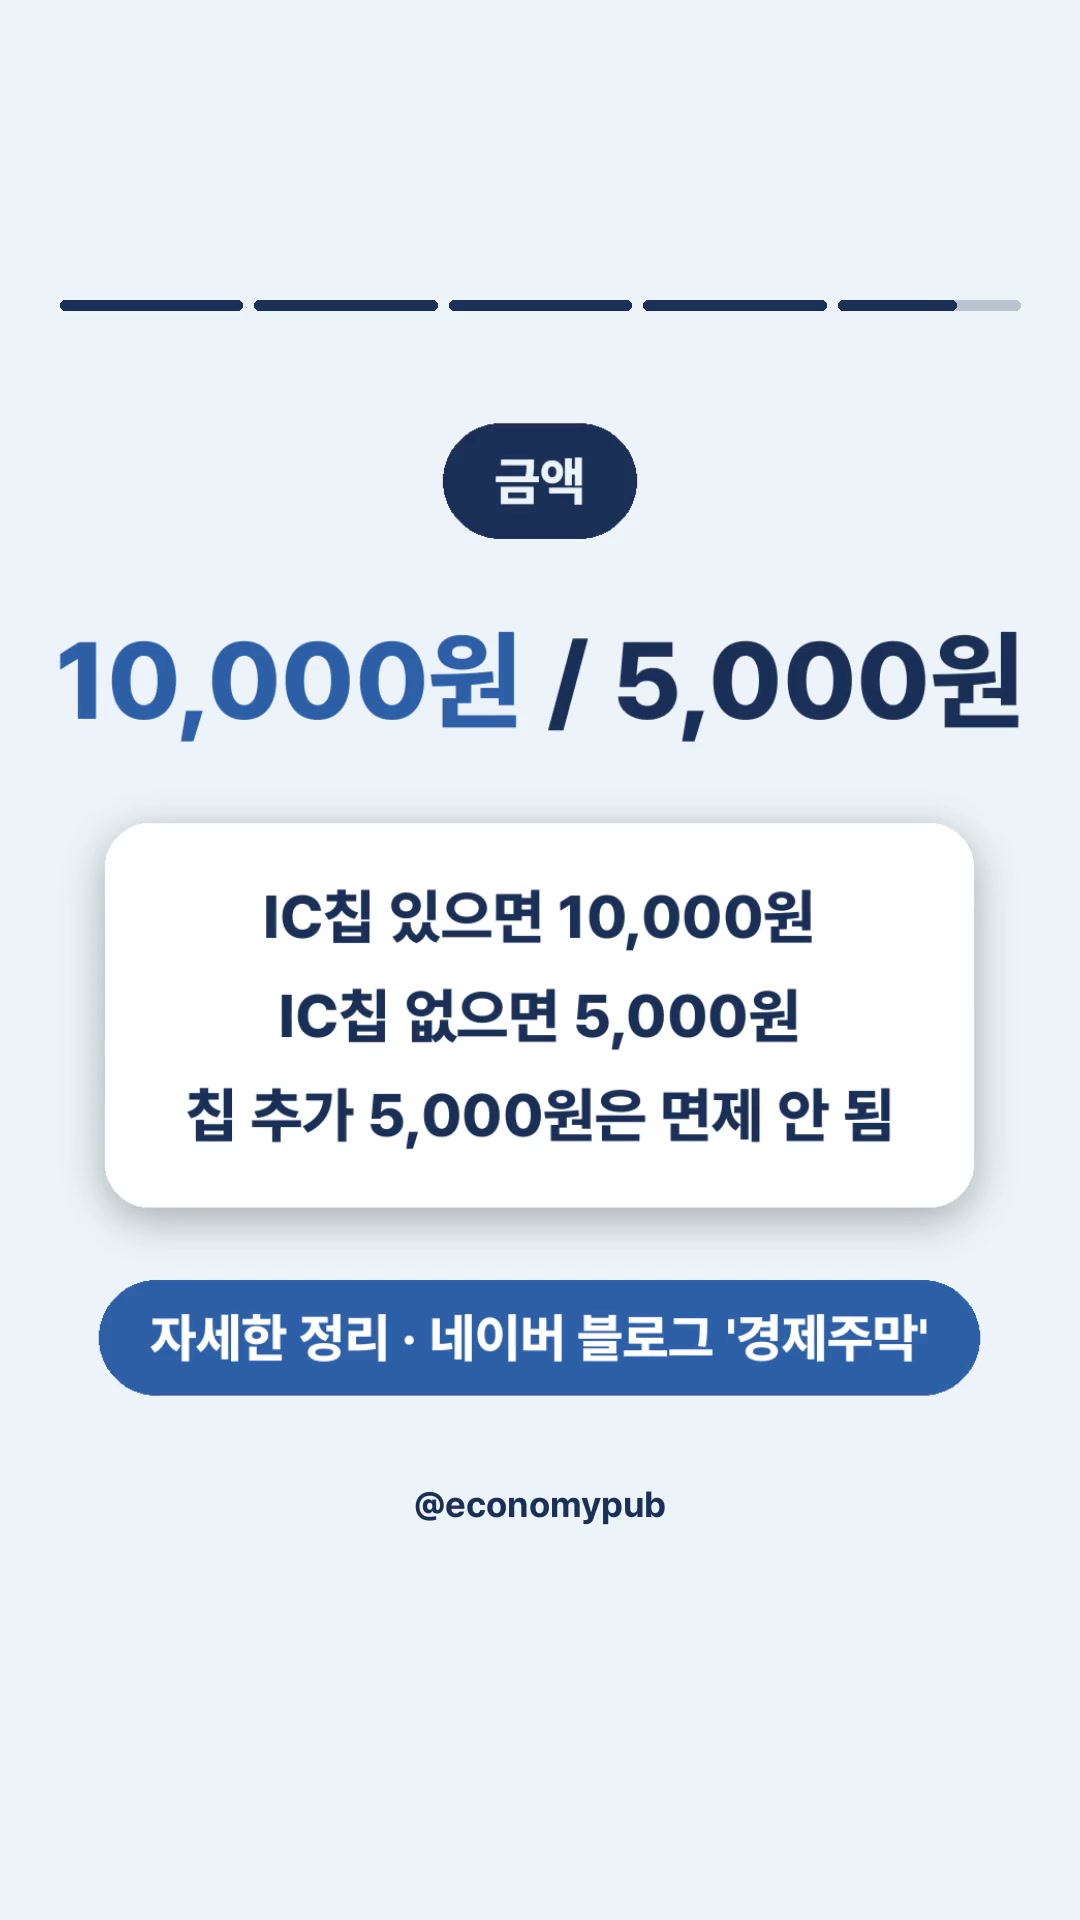 금액
10,000원 / 5,000원
IC칩 있으면 10,000원
IC칩 없으면 5,000원
칩 추가 5,000원은 면제 안 됨
자세한 정리 · 네이버 블로그 '경제주막'
@economypub